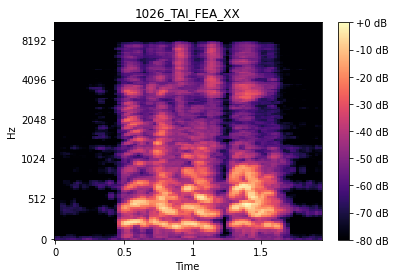 1026_TAI_FEA_XX
+0 dB
8192
-10 dB
4096
-20 dB
-30 dB
2048
Hz
-40 dB
1024
-50 dB
512
-60 dB
-70 dB
0
-80 dB
0 0.5 1 1.5
Time